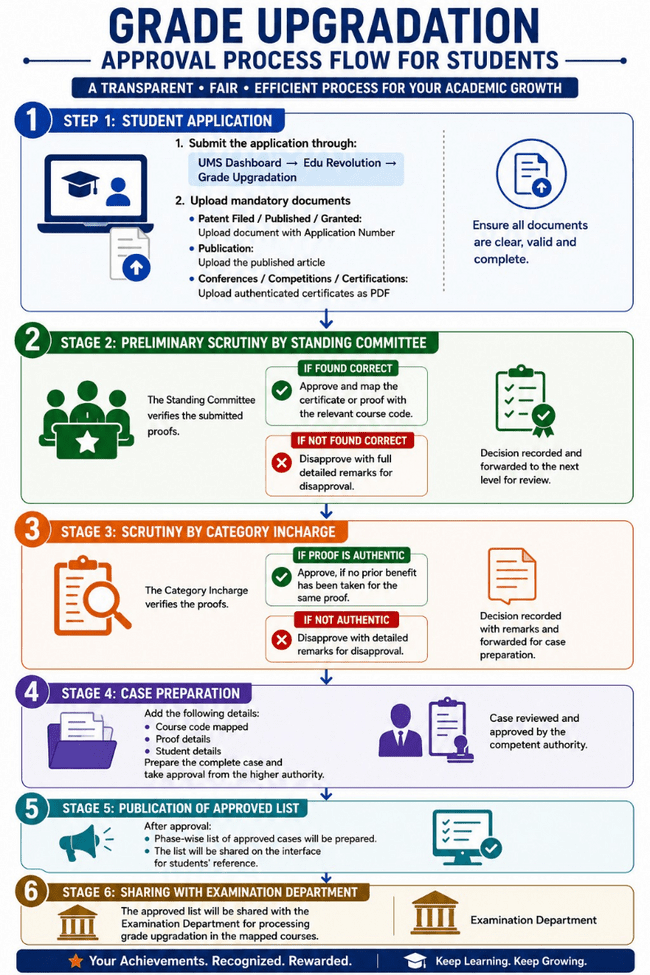 GRADE UPGRADATION
APPROVAL PROCESS FLOW FOR STUDENTS
A TRANSPARENT • FAIR • EFFICIENT PROCESS FOR YOUR ACADEMIC GROWTH
1
STEP 1: STUDENT APPLICATION
1. Submit the application through:
UMS Dashboard → Edu Revolution →
Grade Upgradation
2. Upload mandatory documents
• Patent Filed / Published / Granted:
Upload document with Application Number
• Publication:
Upload the published article
• Conferences / Competitions / Certifications:
Upload authenticated certificates as PDF
Ensure all documents
are clear, valid and
complete.
2
STAGE 2: PRELIMINARY SCRUTINY BY STANDING COMMITTEE
The Standing Committee
verifies the submitted
proofs.
IF FOUND CORRECT
Approve and map the
certificate or proof with
the relevant course code.
IF NOT FOUND CORRECT
Disapprove with full
detailed remarks for
disapproval.
Decision recorded and
forwarded to the next
level for review.
3
STAGE 3: SCRUTINY BY CATEGORY INCHARGE
The Category Incharge
verifies the proofs.
IF PROOF IS AUTHENTIC
Approve, if no prior benefit
has been taken for the
same proof.
IF NOT AUTHENTIC
Disapprove with detailed
remarks for disapproval.
Decision recorded
with remarks and
forwarded for case
preparation.
4
STAGE 4: CASE PREPARATION
Add the following details:
• Course code mapped
• Proof details
• Student details
Prepare the complete case and
take approval from the higher authority.
Case reviewed and
approved by the
competent authority.
5
STAGE 5: PUBLICATION OF APPROVED LIST
After approval:
• Phase-wise list of approved cases will be prepared.
• The list will be shared on the interface
for students' reference.
6
STAGE 6: SHARING WITH EXAMINATION DEPARTMENT
The approved list will be shared with the
Examination Department for processing
grade upgradation in the mapped courses.
Examination Department
Your Achievements. Recognized. Rewarded.
Keep Learning. Keep Growing.